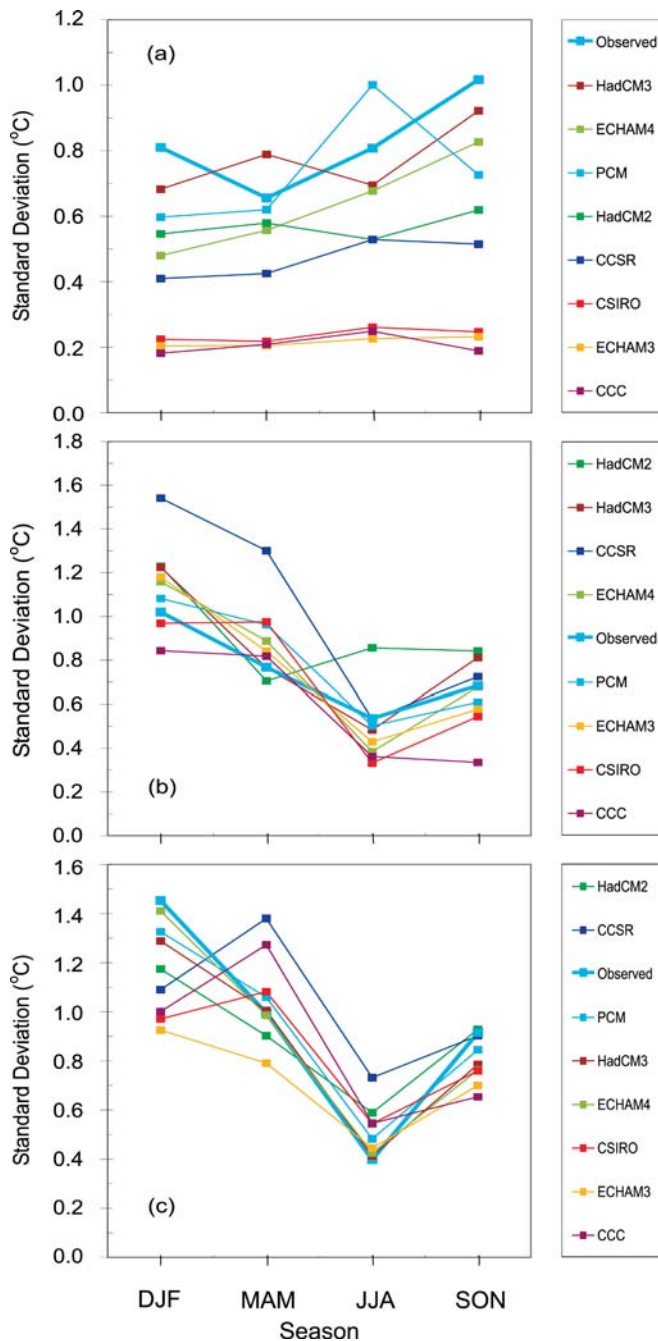 (a)
Standard Deviation (°C)
1.2
1.0
0.8
0.6
0.4
0.2
0.0
Observed
HadCM3
ECHAM4
PCM
HadCM2
CCSR
CSIRO
ECHAM3
CCC
(b)
Standard Deviation (°C)
1.8
1.6
1.4
1.2
1.0
0.8
0.6
0.4
0.2
0.0
HadCM2
HadCM3
CCSR
ECHAM4
Observed
PCM
ECHAM3
CSIRO
CCC
(c)
Standard Deviation (°C)
1.6
1.4
1.2
1.0
0.8
0.6
0.4
0.2
0.0
HadCM2
CCSR
Observed
PCM
HadCM3
ECHAM4
CSIRO
ECHAM3
CCC
DJF MAM JJA SON
Season